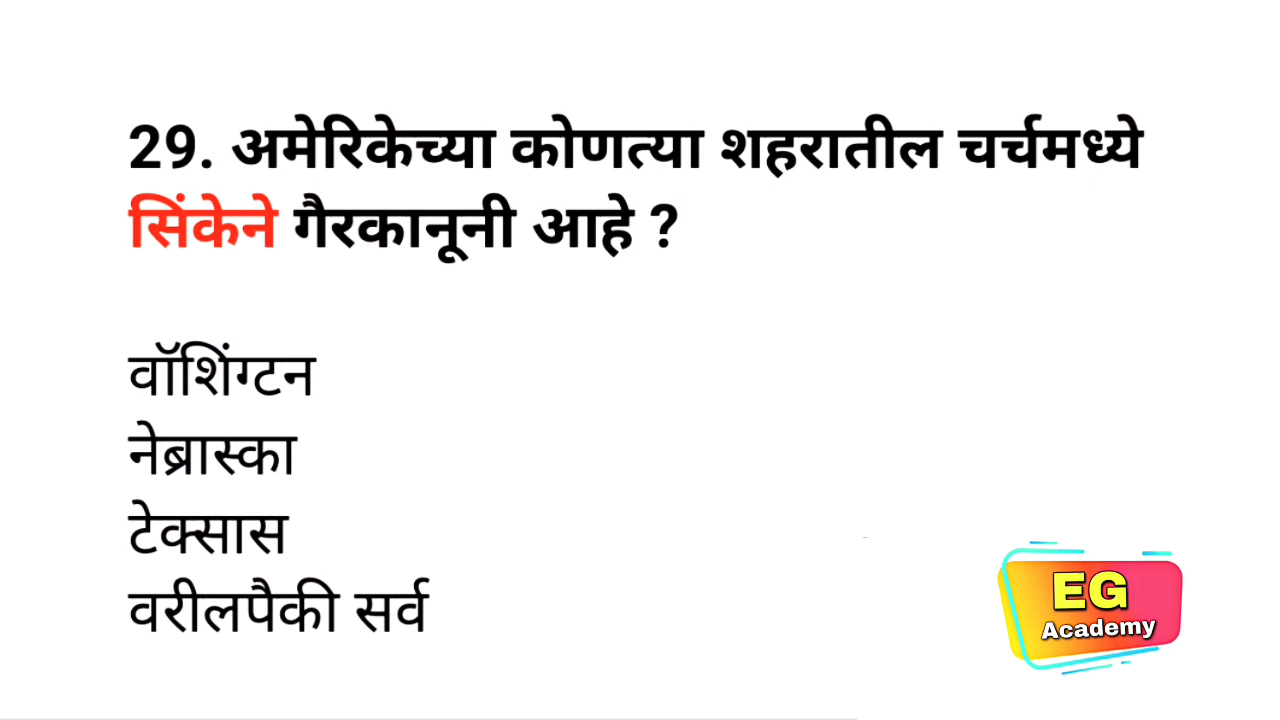 29. अमेरिकेच्या कोणत्या शहरातील चर्चमध्ये
सिंकेने गैरकानूनी आहे ?
वॉशिंग्टन
नेब्रास्का
टेक्सास
वरीलपैकी सर्व
EG
Academy